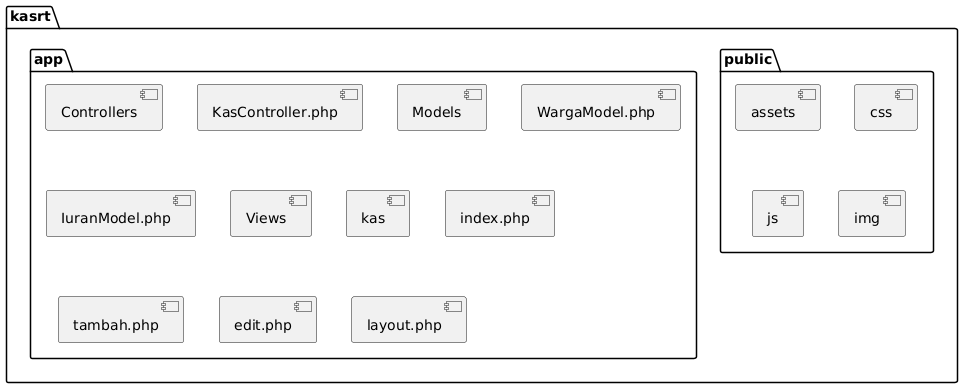 kasrt
app
Controllers
KasController.php
Models
WargaModel.php
IuranModel.php
Views
kas
index.php
tambah.php
edit.php
layout.php
public
assets
css
js
img